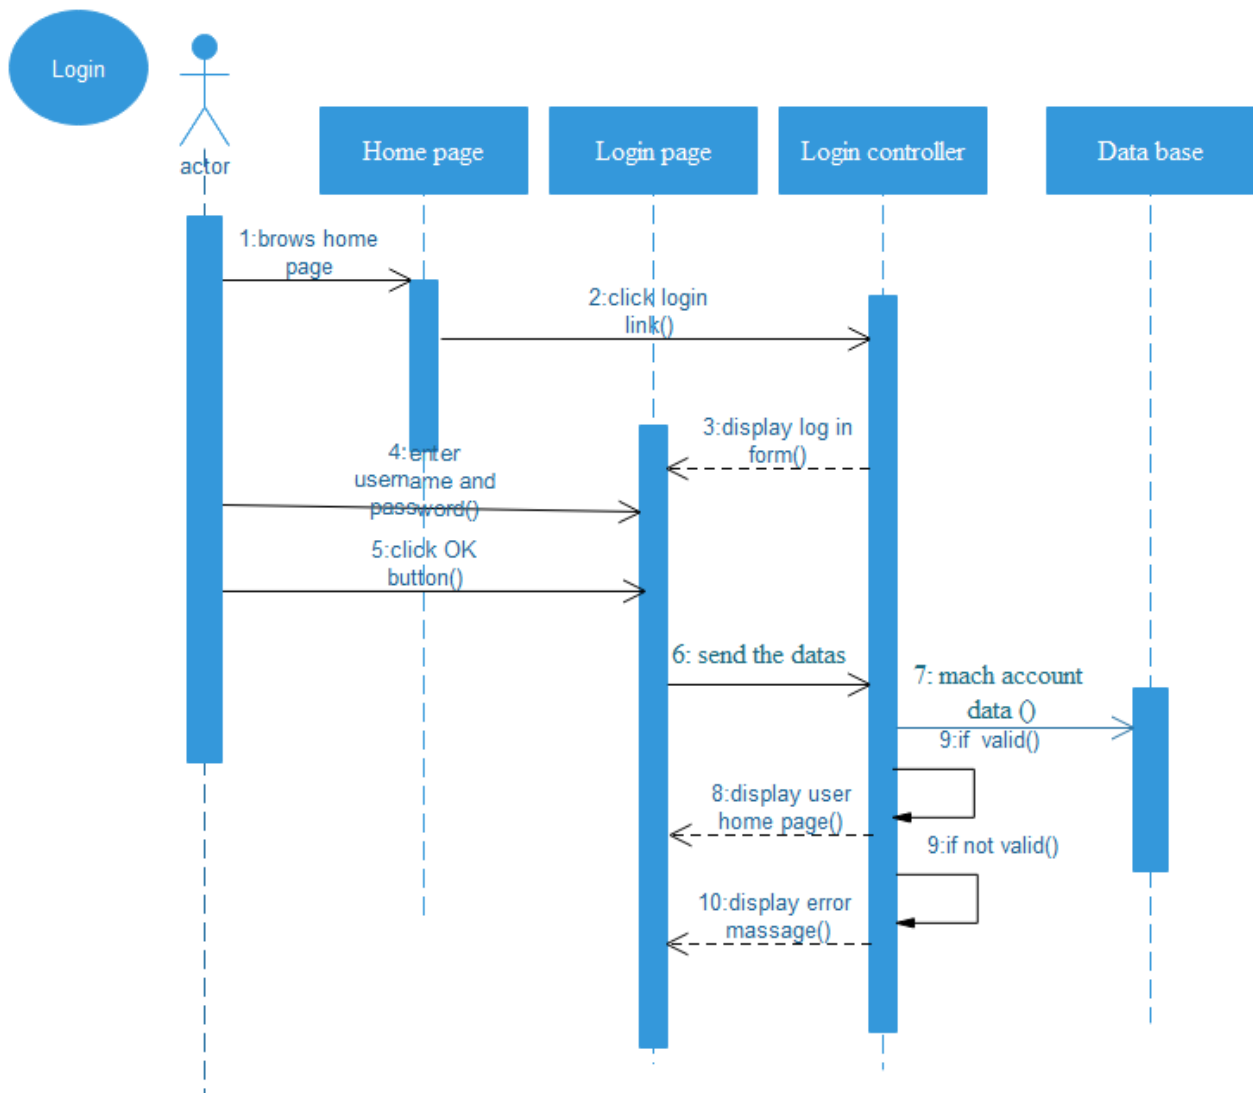 Login
actor
Home page
Login page
Login controller
Data base
1:brows home
page
2:click login
link()
3:display log in
form()
4:enter
username and
password()
5:click OK
button()
6: send the datas
7: mach account
data ()
9:if  valid()
8:display user
home page()
9:if not valid()
10:display error
massage()